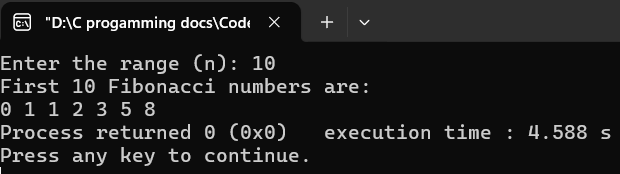 "D:\C progamming docs\Code
Enter the range (n): 10
First 10 Fibonacci numbers are:
0 1 1 2 3 5 8
Process returned 0 (0x0)   execution time : 4.588 s
Press any key to continue.